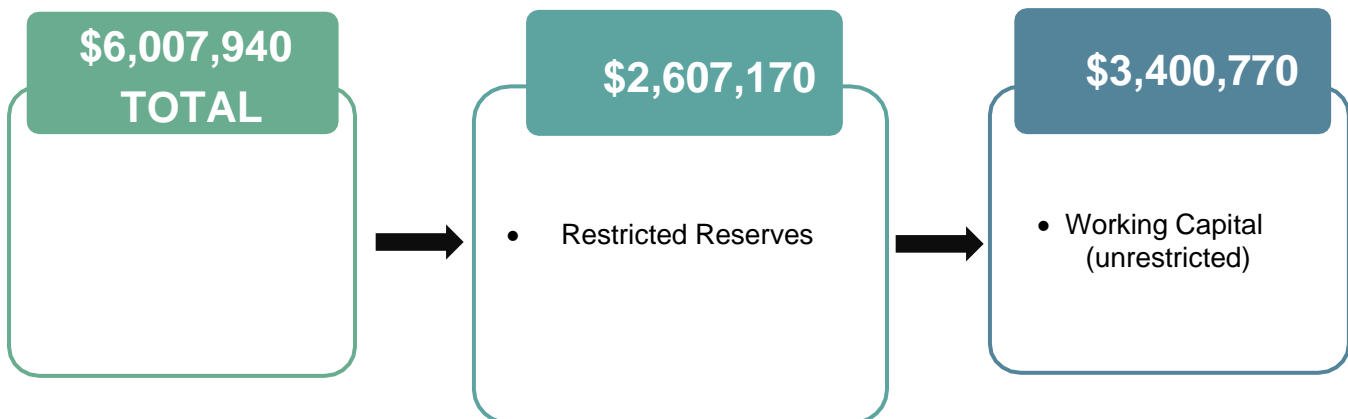 $6,007,940
TOTAL
$2,607,170
• Restricted Reserves
$3,400,770
• Working Capital
(unrestricted)